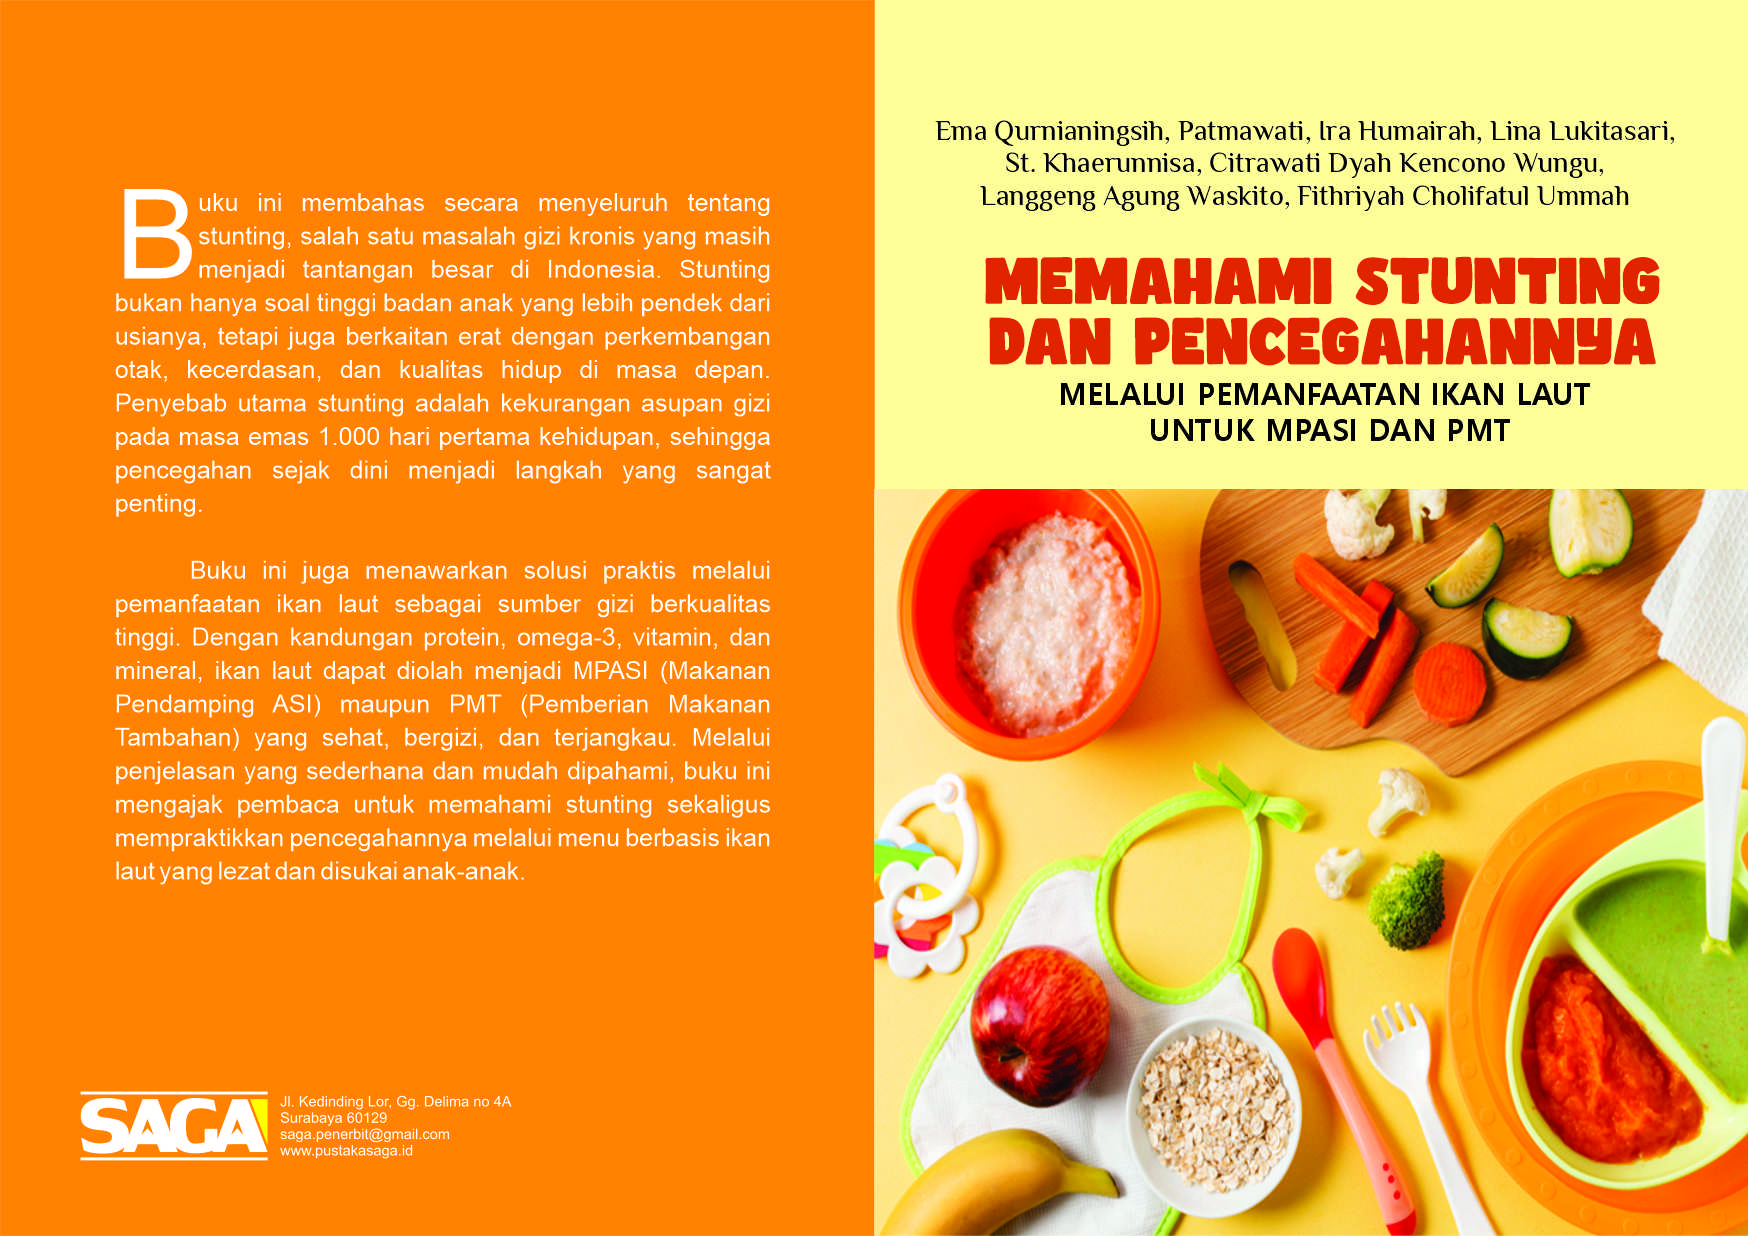 Buku ini membahas secara menyeluruh tentang
stunting, salah satu masalah gizi kronis yang masih
menjadi tantangan besar di Indonesia. Stunting
bukan hanya soal tinggi badan anak yang lebih pendek dari
usianya, tetapi juga berkaitan erat dengan perkembangan
otak, kecerdasan, dan kualitas hidup di masa depan.
Penyebab utama stunting adalah kekurangan asupan gizi
pada masa emas 1.000 hari pertama kehidupan, sehingga
pencegahan sejak dini menjadi langkah yang sangat
penting.
Buku ini juga menawarkan solusi praktis melalui
pemanfaatan ikan laut sebagai sumber gizi berkualitas
tinggi. Dengan kandungan protein, omega-3, vitamin, dan
mineral, ikan laut dapat diolah menjadi MPASI (Makanan
Pendamping ASI) maupun PMT (Pemberian Makanan
Tambahan) yang sehat, bergizi, dan terjangkau. Melalui
penjelasan yang sederhana dan mudah dipahami, buku ini
mengajak pembaca untuk memahami stunting sekaligus
mempraktikkan pencegahannya melalui menu berbasis ikan
laut yang lezat dan disukai anak-anak.
SAGA
Jl. Kedinding Lor, Gg. Delima no 4A
Surabaya 60129
saga.penerbit@gmail.com
www.pustakasaga.id
Ema Qurnianingsih, Patmawati, Ira Humairah, Lina Lukitasari,
St. Khaerunnisa, Citrawati Dyah Kencono Wungu,
Langgeng Agung Waskito, Fithriyah Cholifatul Ummah
MEMAHAMI STUNTING
DAN PENCEGAHANNYA
MELALUI PEMANFAATAN IKAN LAUT
UNTUK MPASI DAN PMT